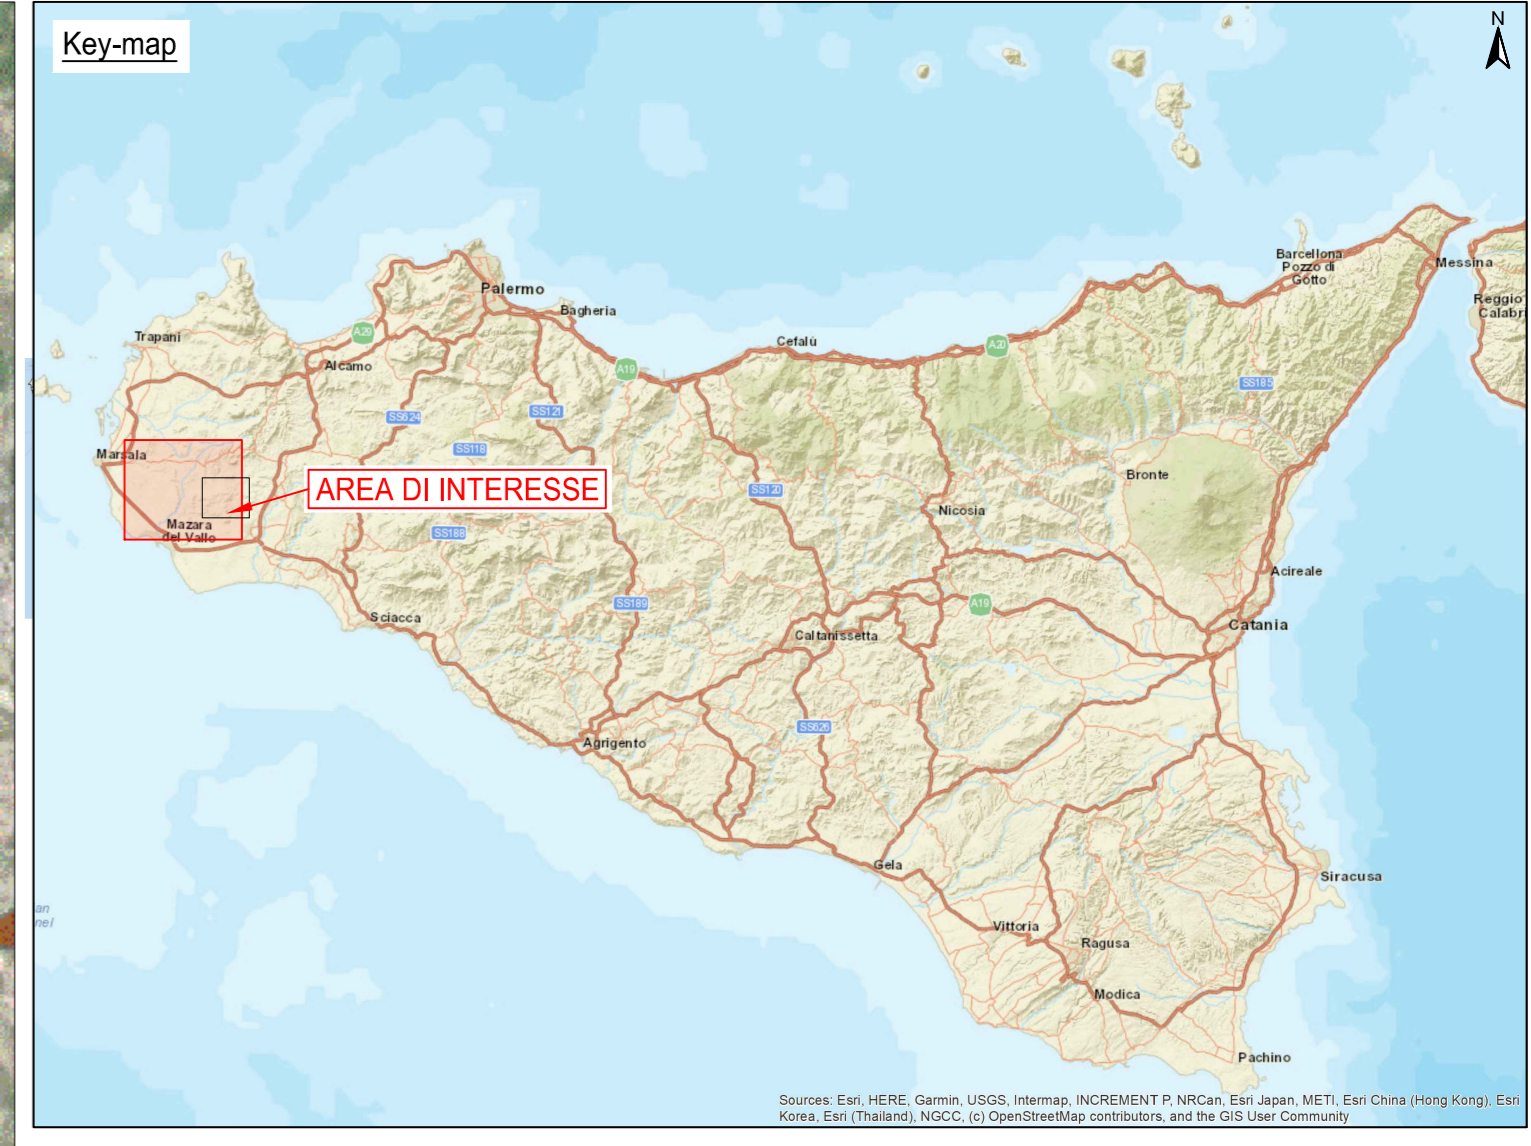 Key-map
N
Palermo
Bagheria
Trapani
A29
Alcamo
A19
Cefalù
A20
Barcellona
Pozzo di
Gotto
Messina
Reggio
Calabri
SS185
SS624
SS121
SS118
Marsala
AREA DI INTERESSE
SS120
Bronte
Nicosia
Mazara
del Vallo
SS188
Acireale
Sciacca
SS189
A19
Caltanissetta
Catania
Agrigento
SS626
Gela
Siracusa
an
nel
Vittoria
Ragusa
Modica
Pachino
Sources: Esri, HERE, Garmin, USGS, Intermap, INCREMENT P, NRCan, Esri Japan, METI, Esri China (Hong Kong), Esri
Korea, Esri (Thailand), NGCC, (c) OpenStreetMap contributors, and the GIS User Community